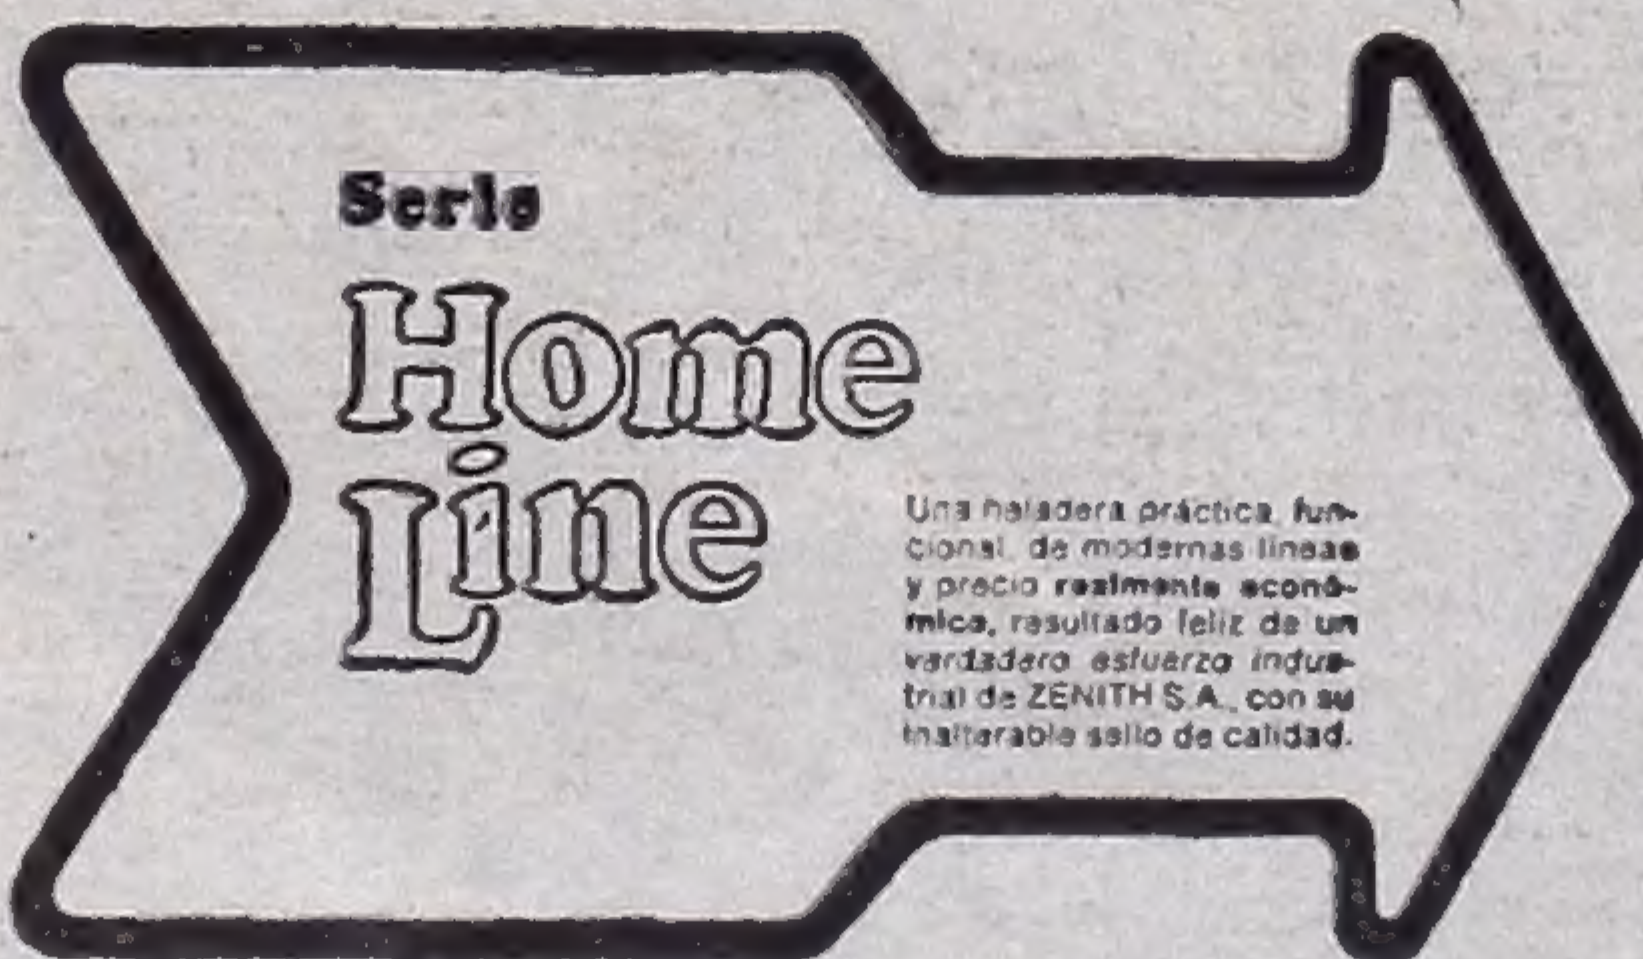 Serie
Home
Line
Una heladera práctica, fun-
cional, de modernas líneas
y precio realmente econó-
mica, resultado feliz de un
verdadero esfuerzo indus-
trial de ZENITH S.A., con su
inalterable sello de calidad.